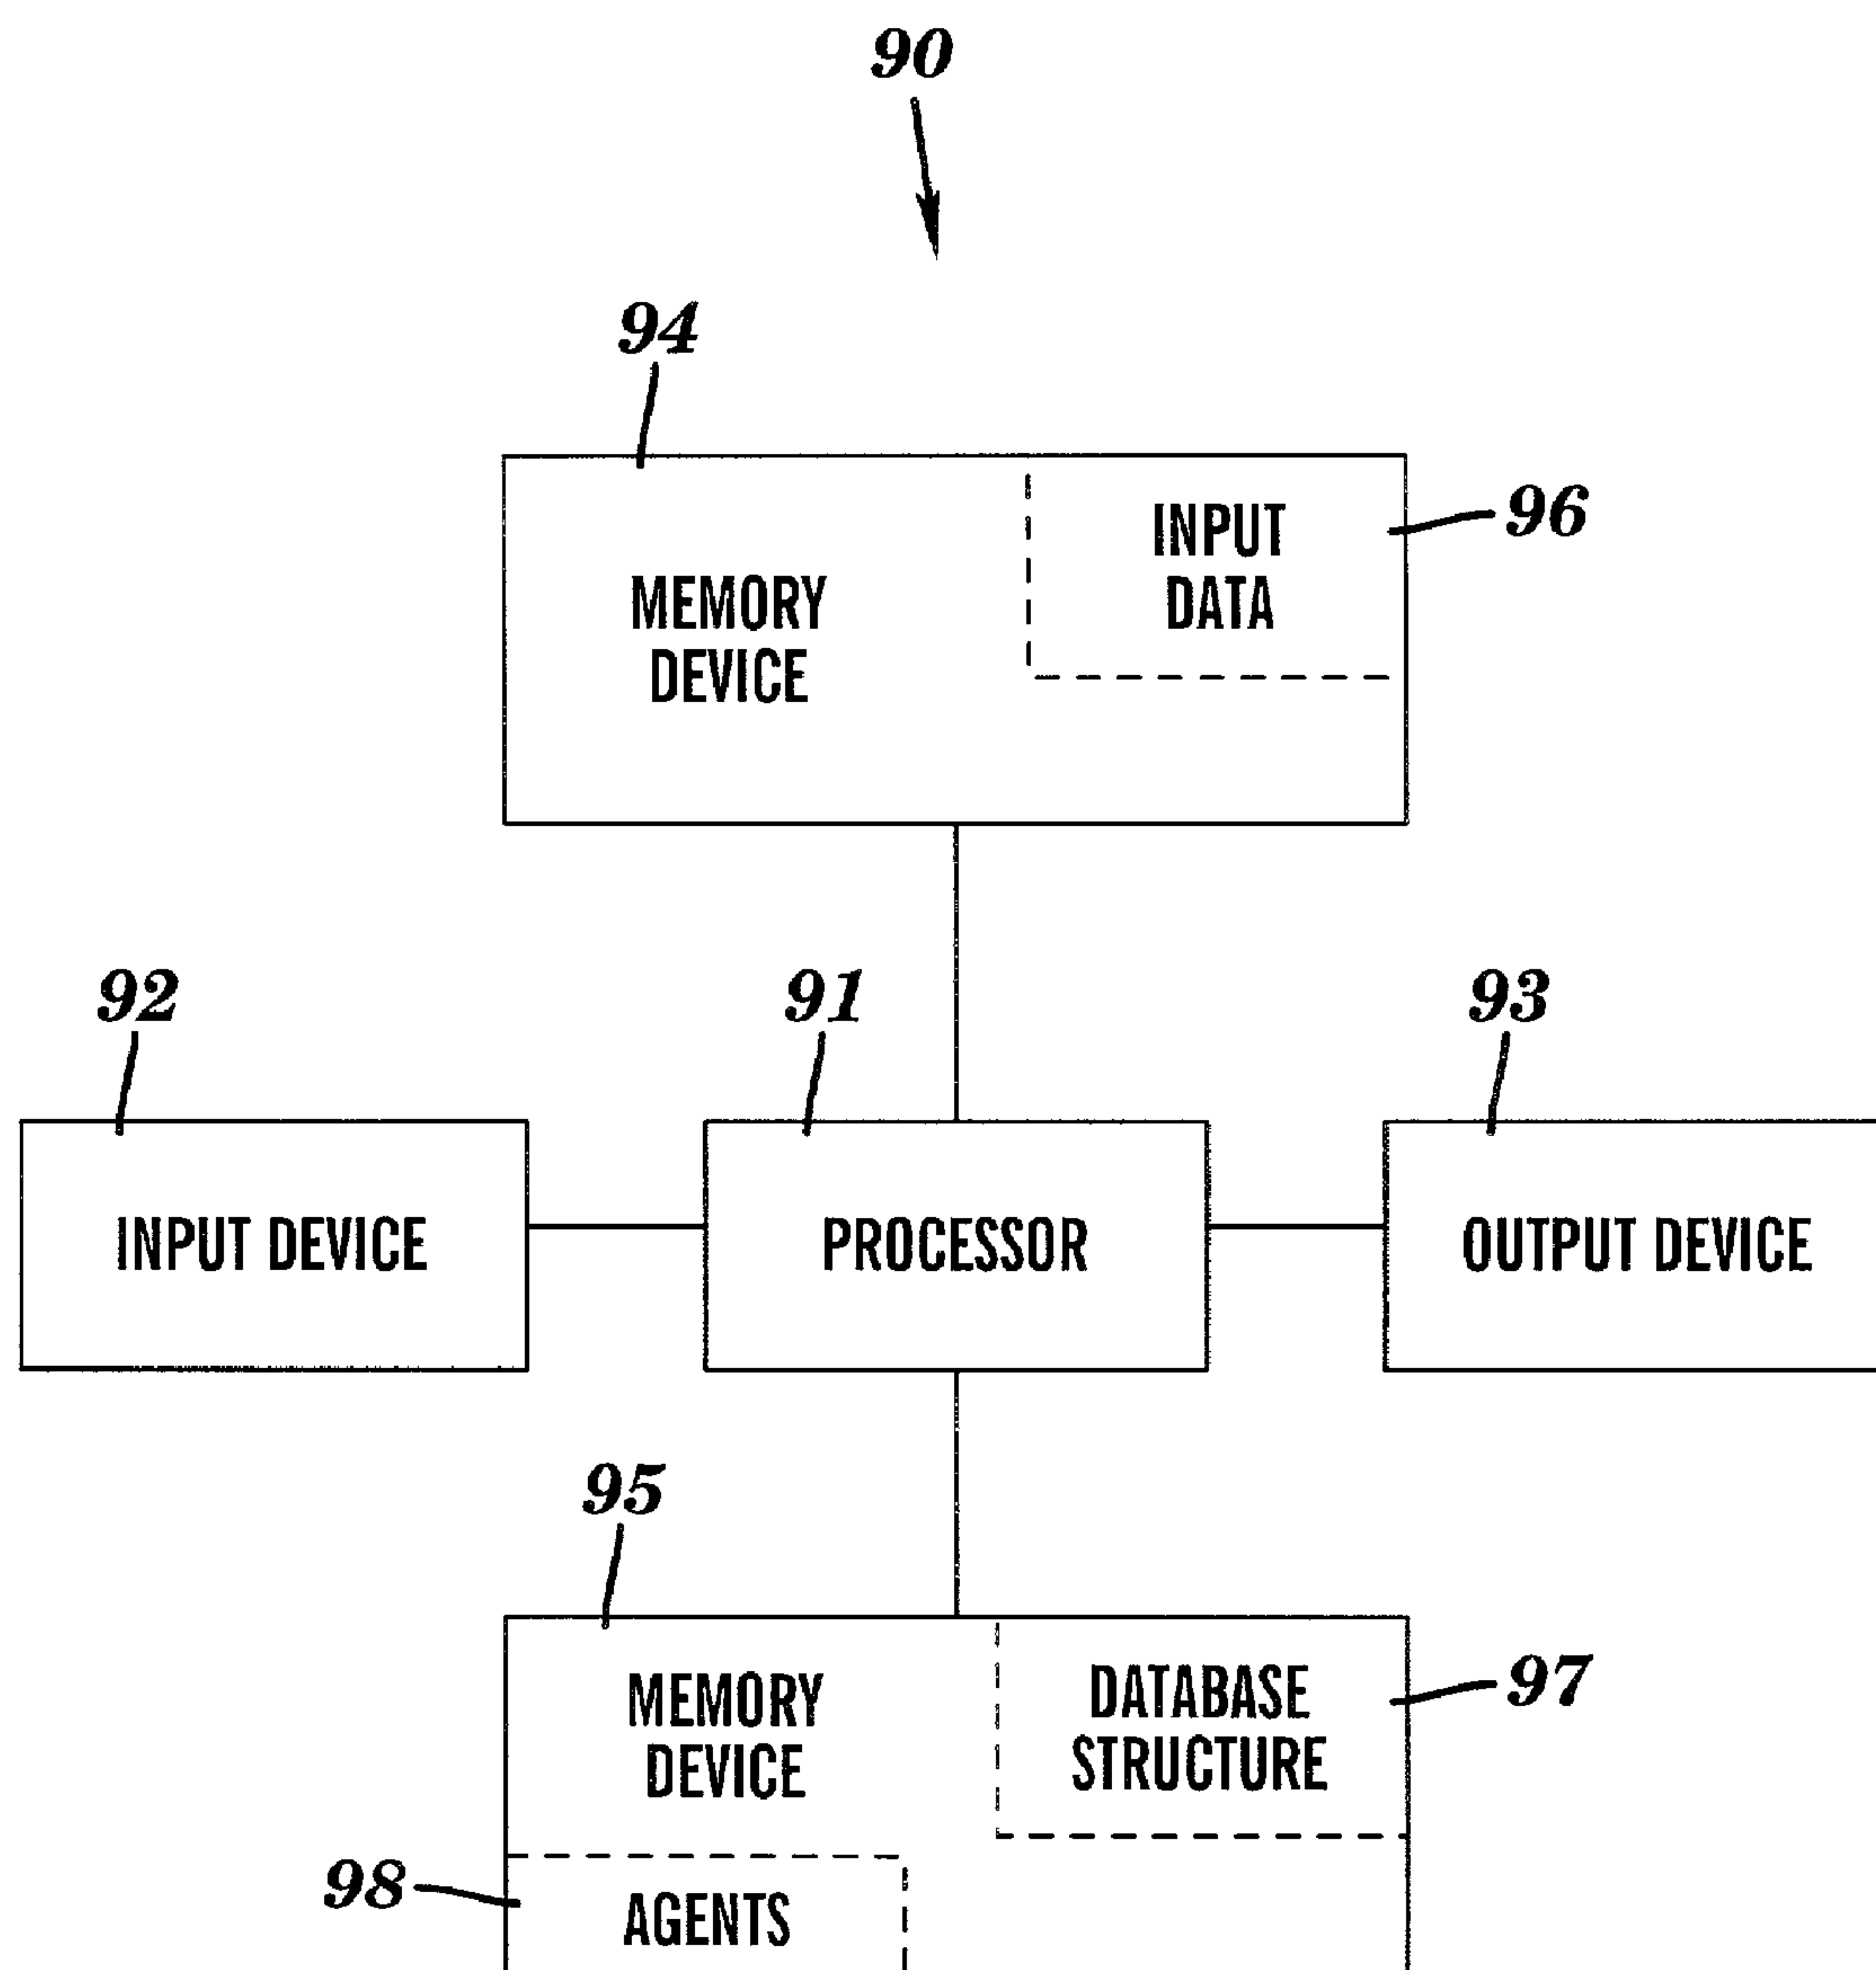 90
94
INPUT
DATA
96
MEMORY
DEVICE
92
91
93
INPUT DEVICE
PROCESSOR
OUTPUT DEVICE
95
MEMORY
DEVICE
DATABASE
STRUCTURE
97
98
AGENTS